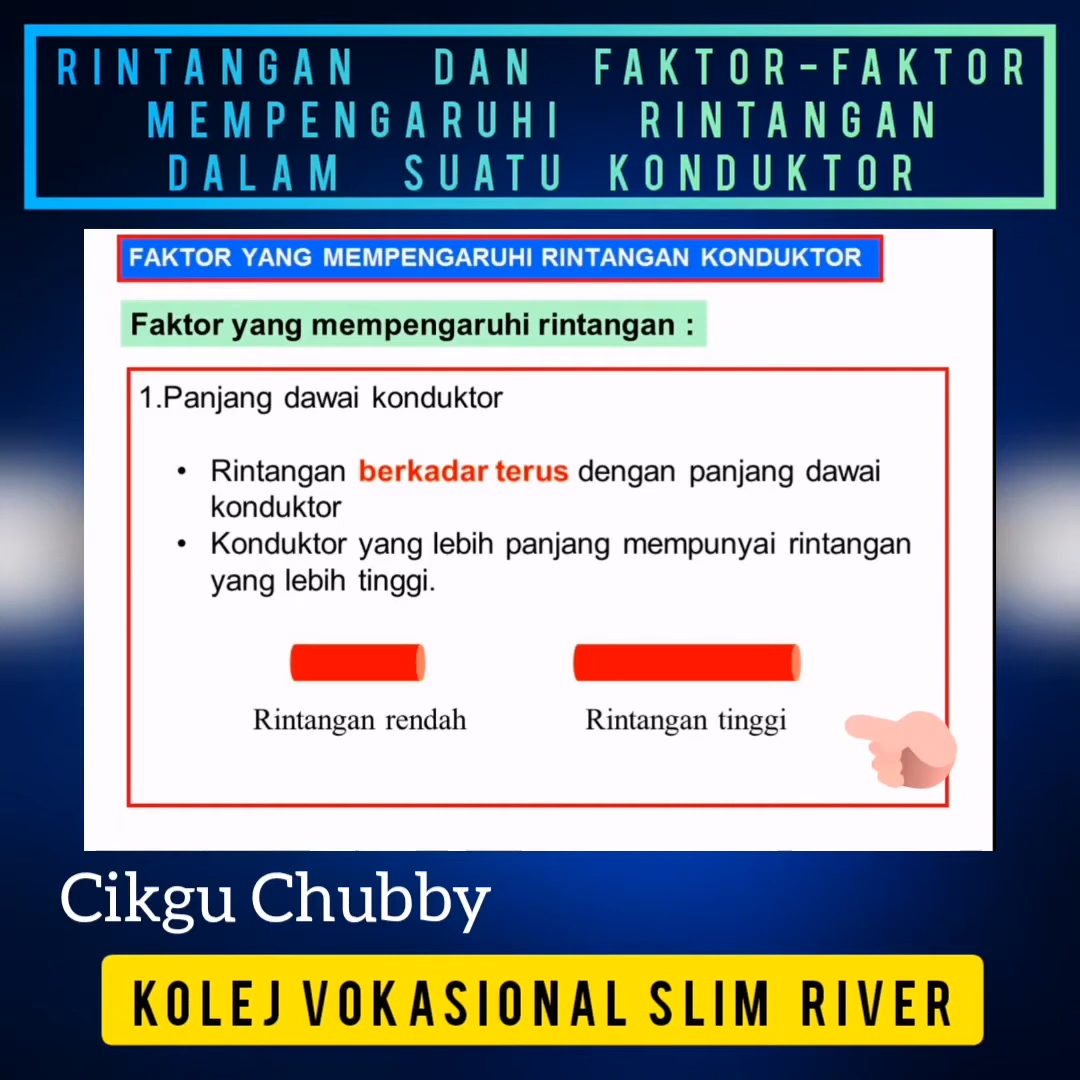 RINTANGAN DAN FAKTOR-FAKTOR
MEMPENGARUHI RINTANGAN
DALAM SUATU KONDUKTOR
FAKTOR YANG MEMPENGARUHI RINTANGAN KONDUKTOR
Faktor yang mempengaruhi rintangan :
1.Panjang dawai konduktor
• Rintangan berkadar terus dengan panjang dawai
konduktor
• Konduktor yang lebih panjang mempunyai rintangan
yang lebih tinggi.
Rintangan rendah
Rintangan tinggi
Cikgu Chubby
KOLEJ VOKASIONAL SLIM RIVER